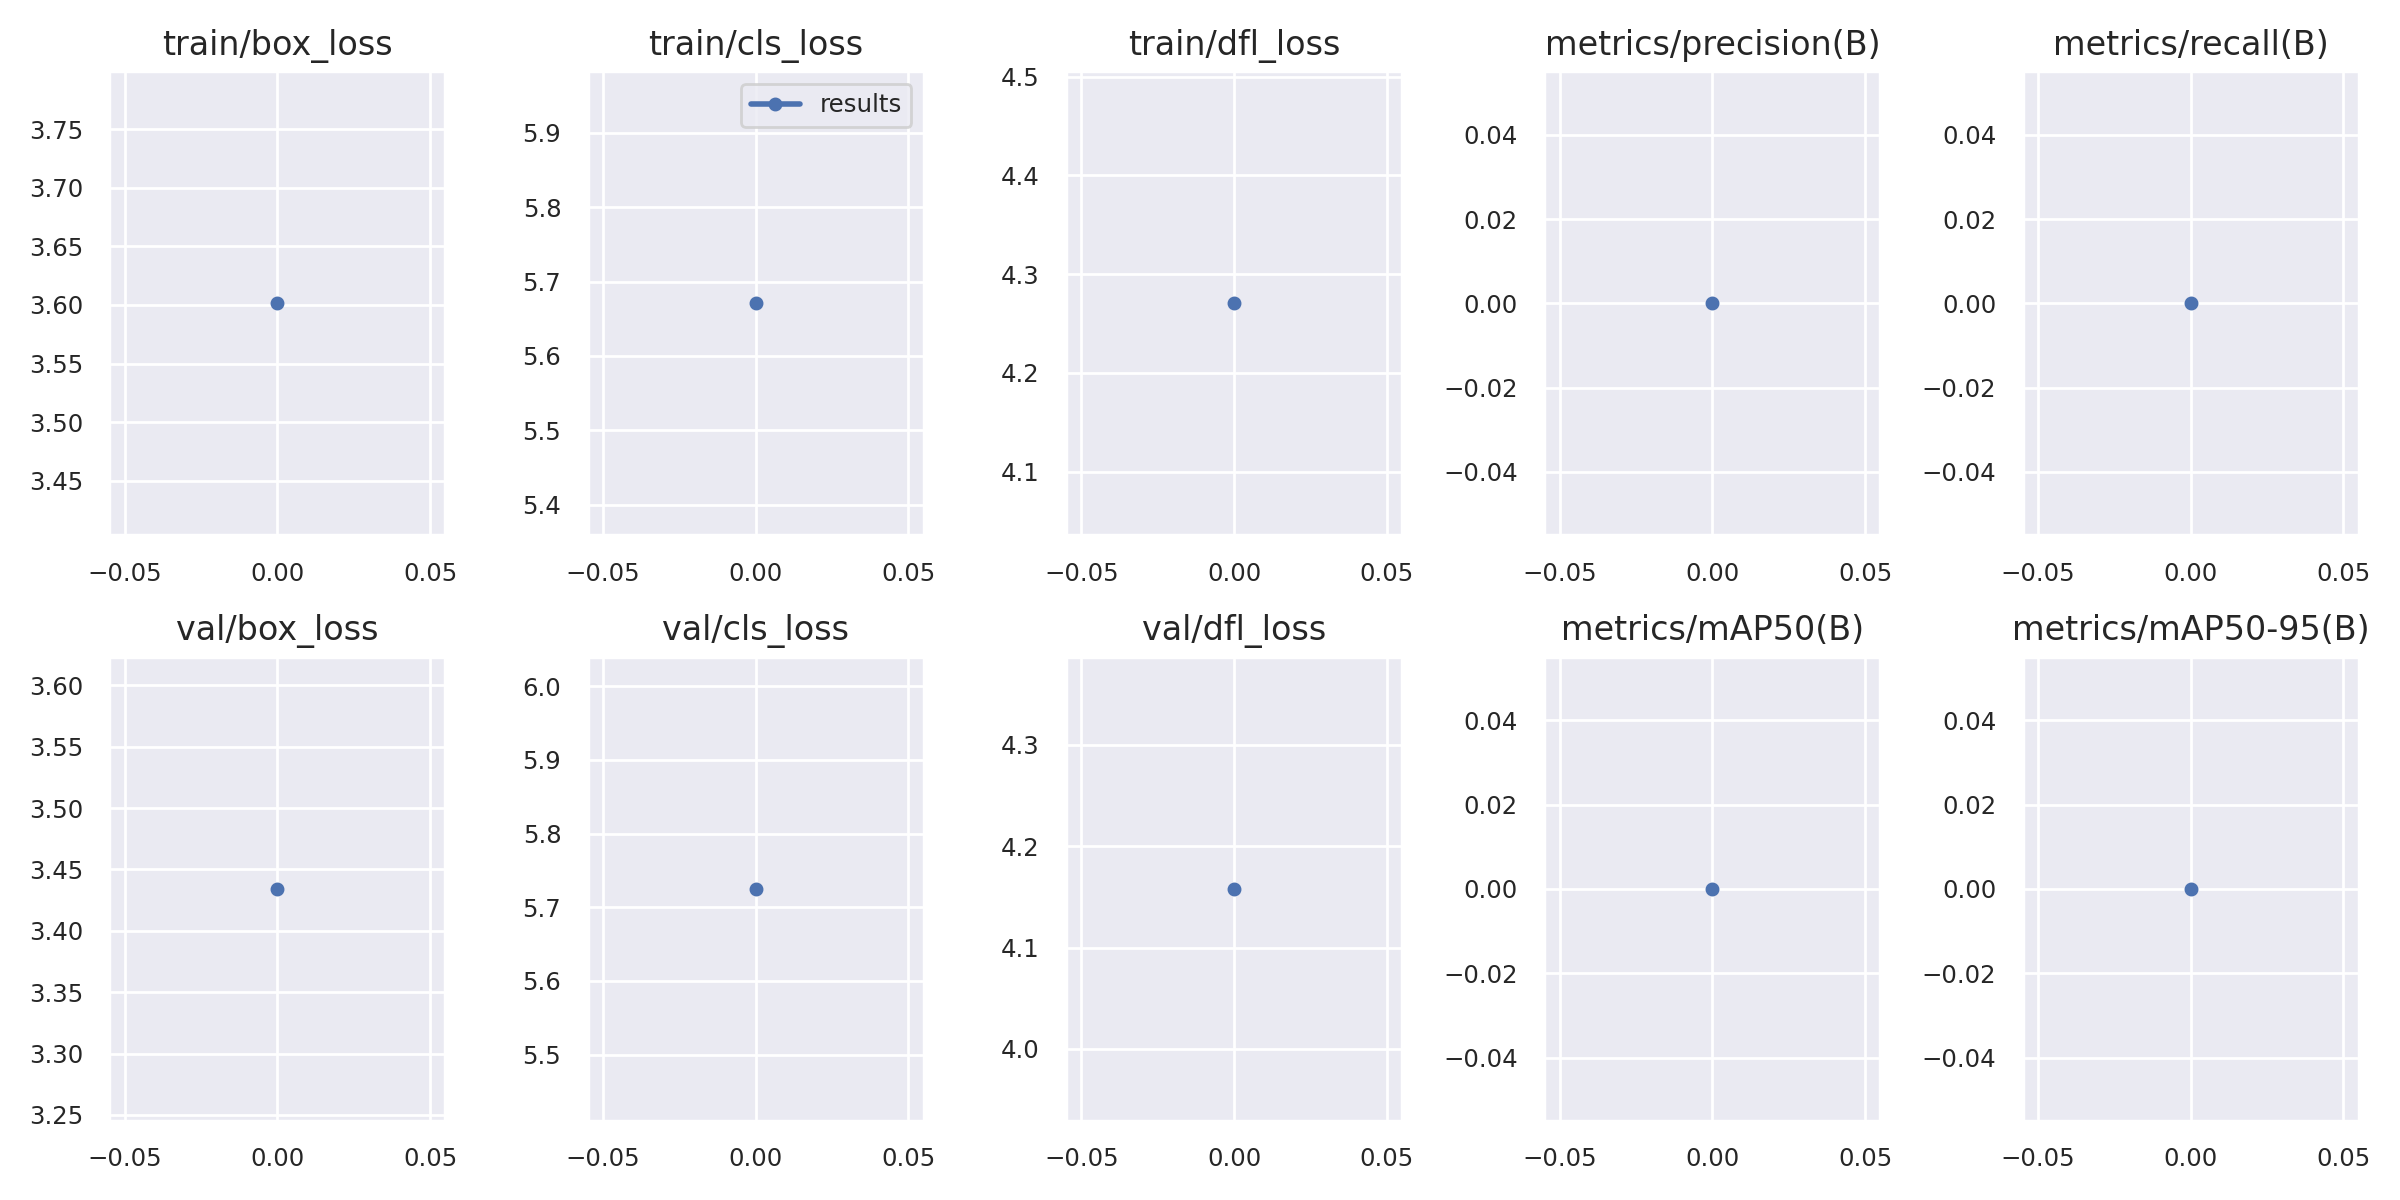 train/box_loss
3.75
3.70
3.65
3.60
3.55
3.50
3.45
−0.05 0.00 0.05
train/cls_loss
results
5.9
5.8
5.7
5.6
5.5
5.4
−0.05 0.00 0.05
train/dfl_loss
4.5
4.4
4.3
4.2
4.1
−0.05 0.00 0.05
metrics/precision(B)
0.04
0.02
0.00
−0.02
−0.04
−0.05 0.00 0.05
metrics/recall(B)
0.04
0.02
0.00
−0.02
−0.04
−0.05 0.00 0.05
val/box_loss
3.60
3.55
3.50
3.45
3.40
3.35
3.30
3.25
−0.05 0.00 0.05
val/cls_loss
6.0
5.9
5.8
5.7
5.6
5.5
−0.05 0.00 0.05
val/dfl_loss
4.3
4.2
4.1
4.0
−0.05 0.00 0.05
metrics/mAP50(B)
0.04
0.02
0.00
−0.02
−0.04
−0.05 0.00 0.05
metrics/mAP50-95(B)
0.04
0.02
0.00
−0.02
−0.04
−0.05 0.00 0.05